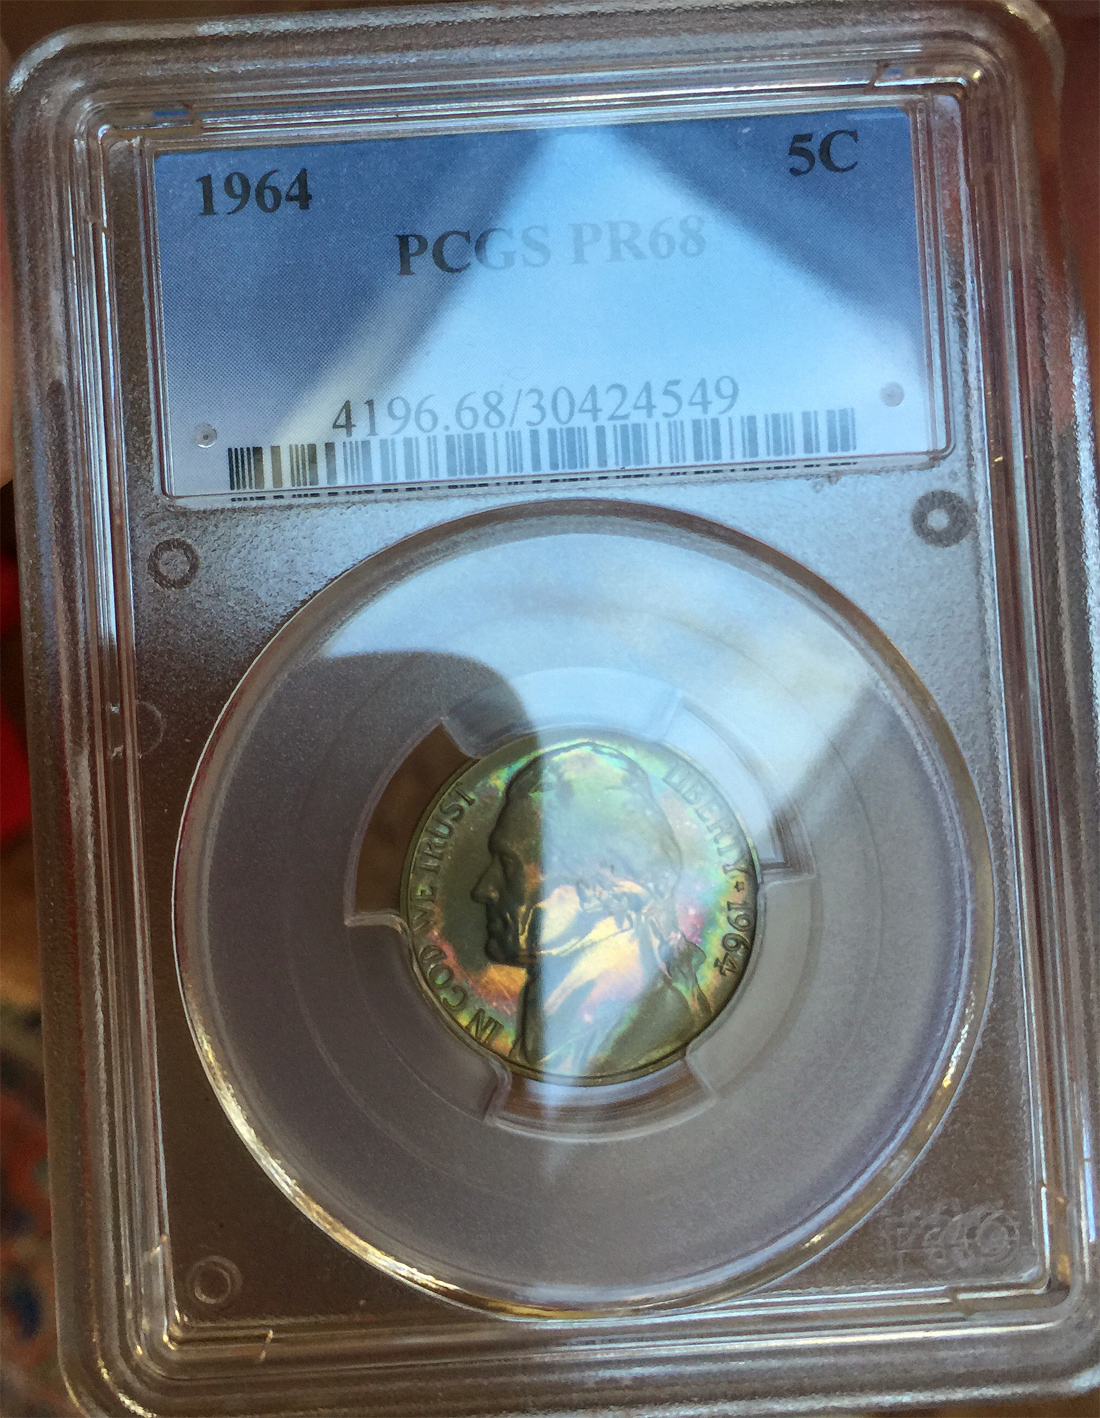 1964 5C
PCGS PR68
4196.68/30424549
IN GOD WE TRUST
LIBERTY ★ 1964